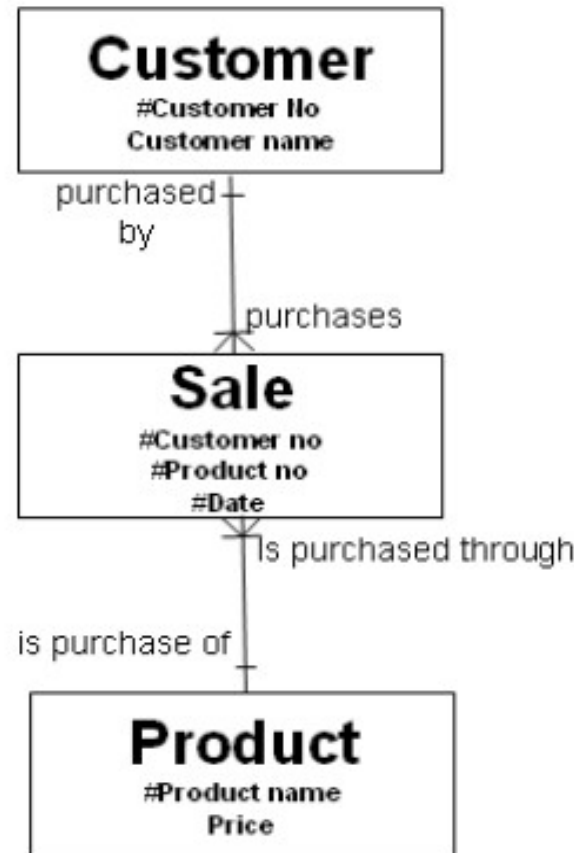 Customer
#Customer No
Customer name
purchased
by
purchases
Sale
#Customer no
#Product no
#Date
Is purchased through
is purchase of
Product
#Product name
Price